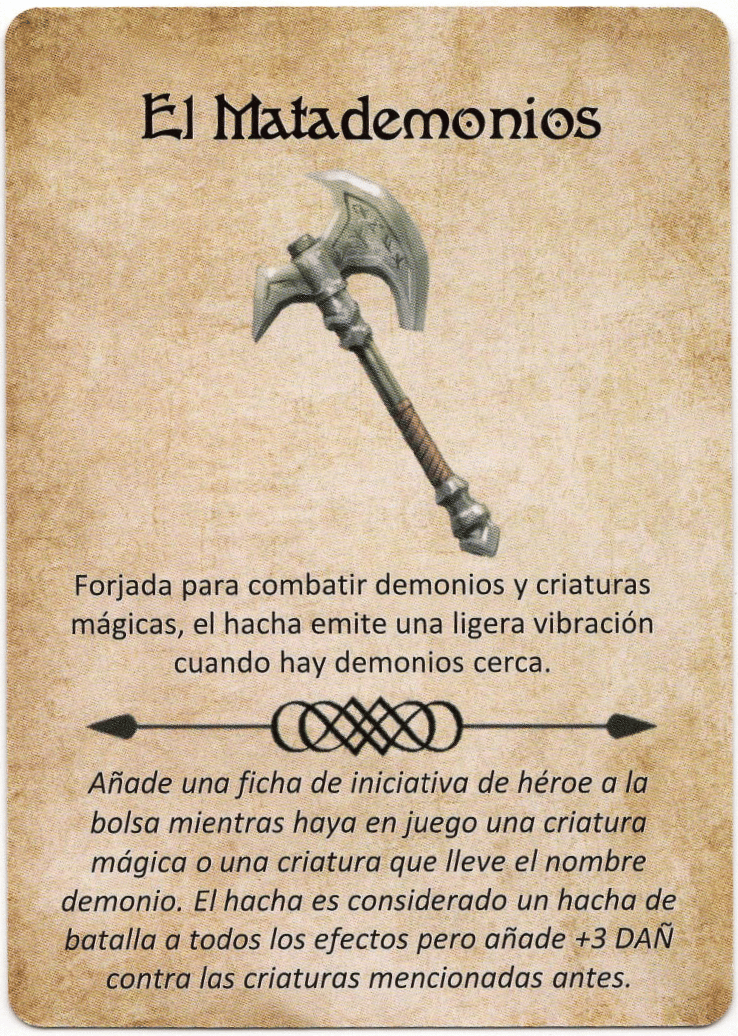 El Matademonios
Forjada para combatir demonios y criaturas
mágicas, el hacha emite una ligera vibración
cuando hay demonios cerca.
Añade una ficha de iniciativa de héroe a la
bolsa mientras haya en juego una criatura
mágica o una criatura que lleve el nombre
demonio. El hacha es considerado un hacha de
batalla a todos los efectos pero añade +3 DAÑ
contra las criaturas mencionadas antes.